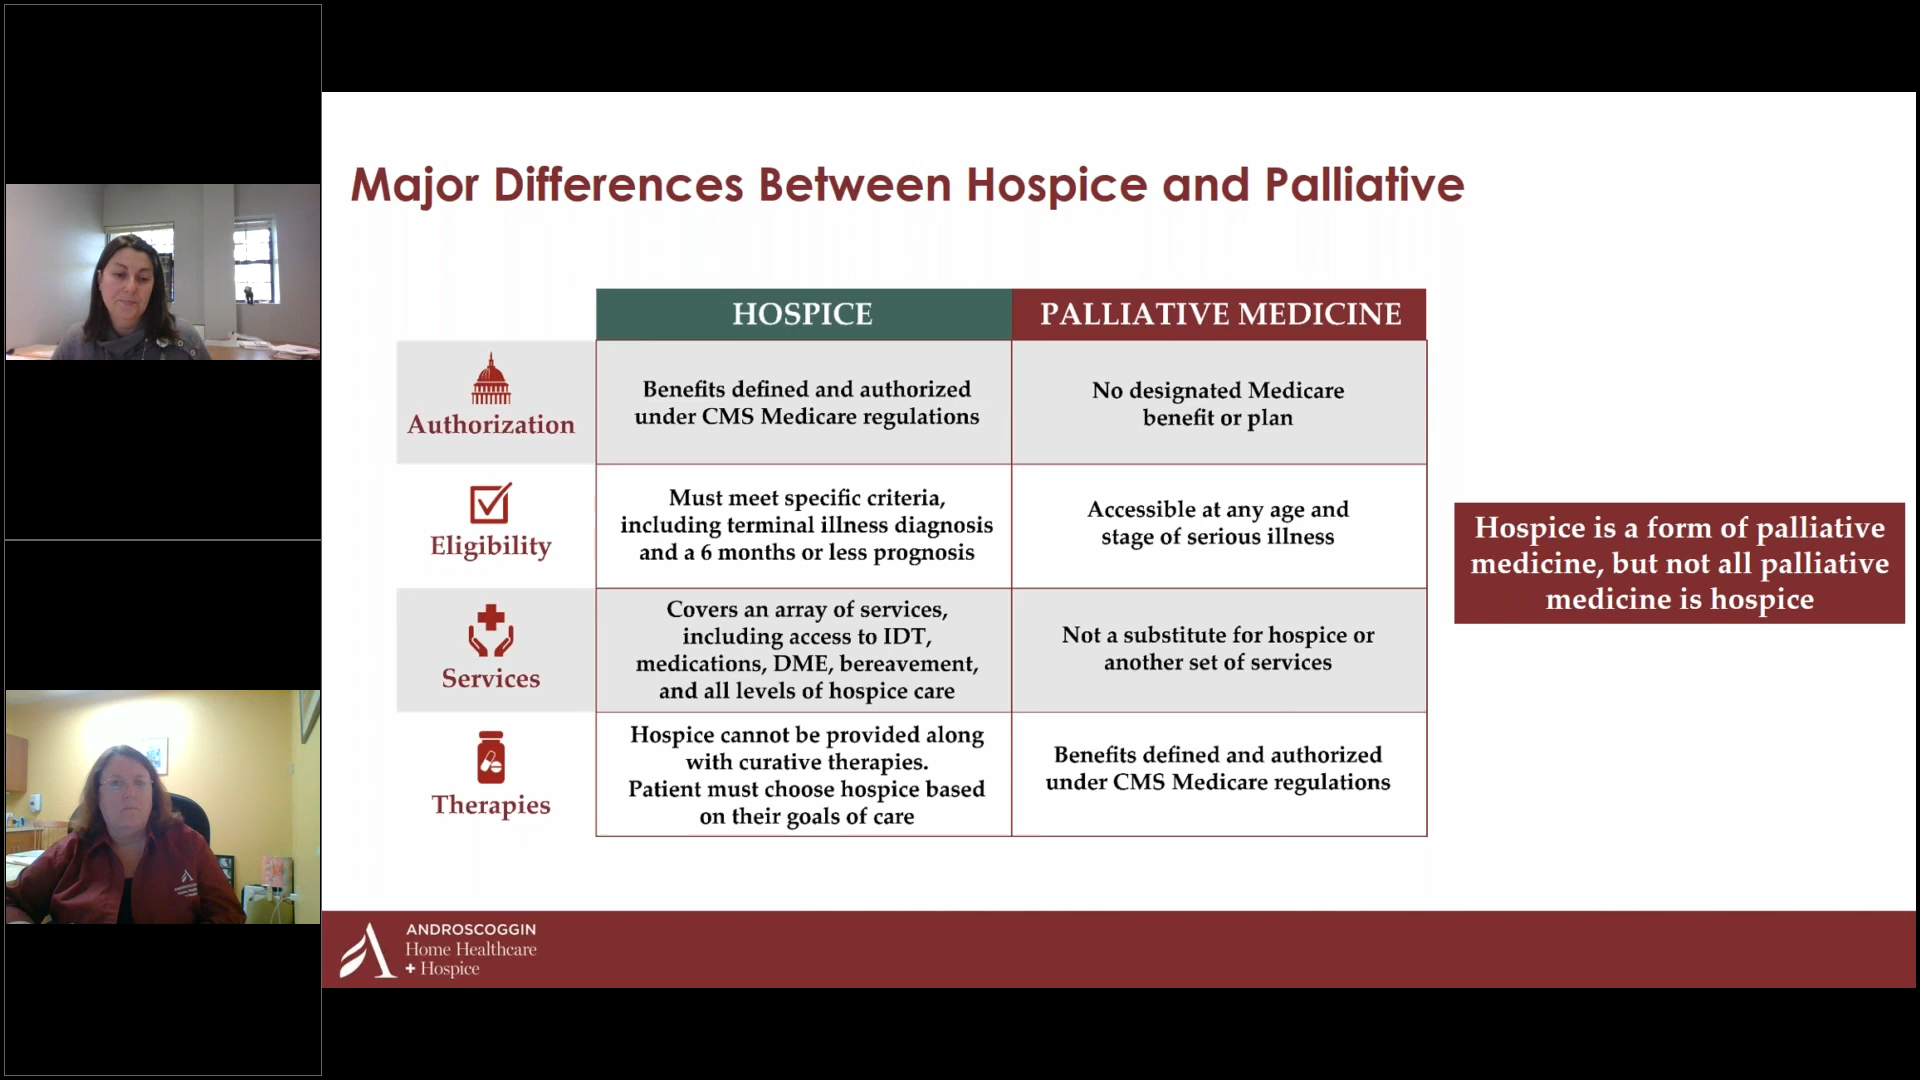 Major Differences Between Hospice and Palliative
HOSPICE
PALLIATIVE MEDICINE
Authorization
Benefits defined and authorized
under CMS Medicare regulations
No designated Medicare
benefit or plan
Eligibility
Must meet specific criteria,
including terminal illness diagnosis
and a 6 months or less prognosis
Accessible at any age and
stage of serious illness
Services
Covers an array of services,
including access to IDT,
medications, DME, bereavement,
and all levels of hospice care
Not a substitute for hospice or
another set of services
Therapies
Hospice cannot be provided along
with curative therapies.
Patient must choose hospice based
on their goals of care
Benefits defined and authorized
under CMS Medicare regulations
Hospice is a form of palliative
medicine, but not all palliative
medicine is hospice
ANDROSCOGGIN
Home Healthcare
+ Hospice